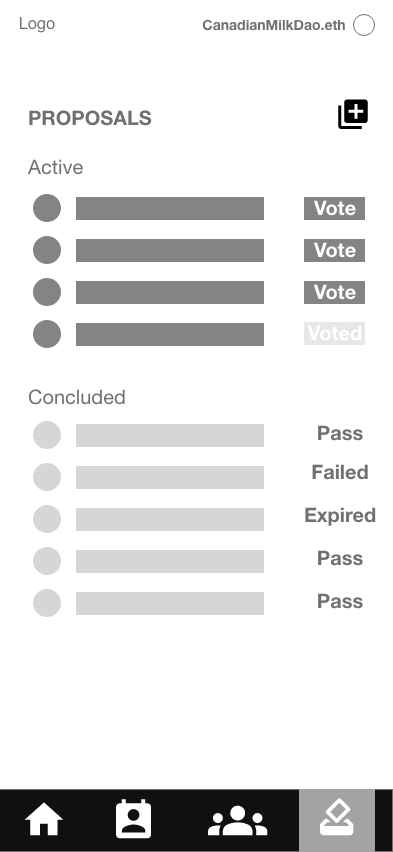 Logo
CanadianMilkDao.eth
PROPOSALS
Active
Vote
Vote
Vote
Voted
Concluded
Pass
Failed
Expired
Pass
Pass